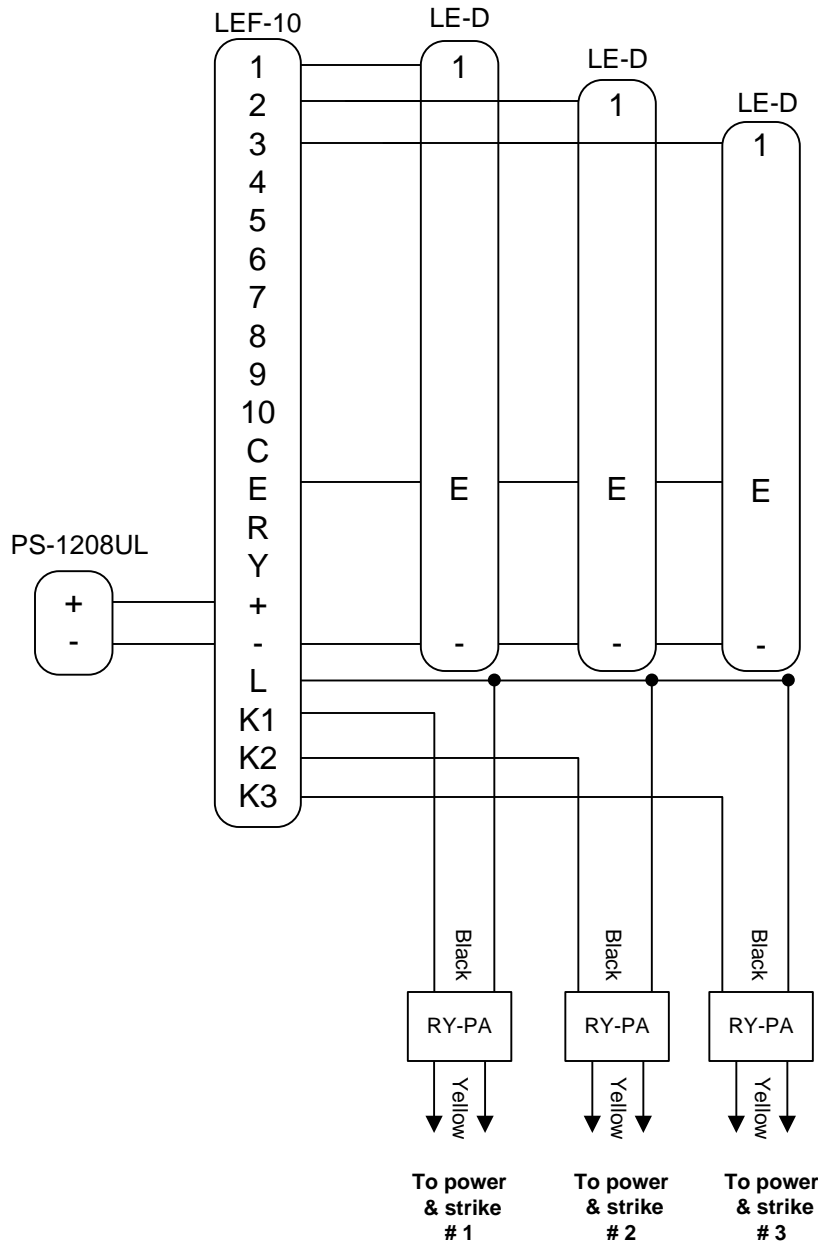 LEF-10
1
2
3
4
5
6
7
8
9
10
C
E
R
Y
+
-
L
K1
K2
K3
LE-D
1
E
-
LE-D
1
E
-
LE-D
1
E
-
PS-1208UL
+
-
Black
Black
Black
RY-PA
RY-PA
RY-PA
Yellow
Yellow
Yellow
To power
& strike
# 1
To power
& strike
# 2
To power
& strike
# 3